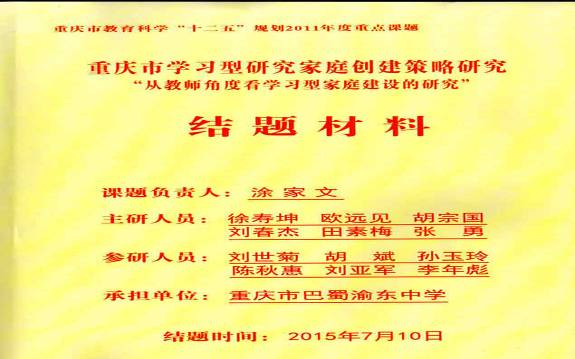 重庆市教育科学“十二五”规划2011年度重点课题
重庆市学习型研究家庭创建策略研究
“从教师角度看学习型家庭建设的研究”
结题材料
课题负责人：涂家文
主研人员：徐寿坤 欧远见 胡宗国
刘春杰 田素梅 张 勇
参研人员：刘世菊 胡 斌 孙玉玲
陈秋惠 刘亚军 李年彪
承担单位：重庆市巴蜀渝东中学
结题时间：2015年7月10日